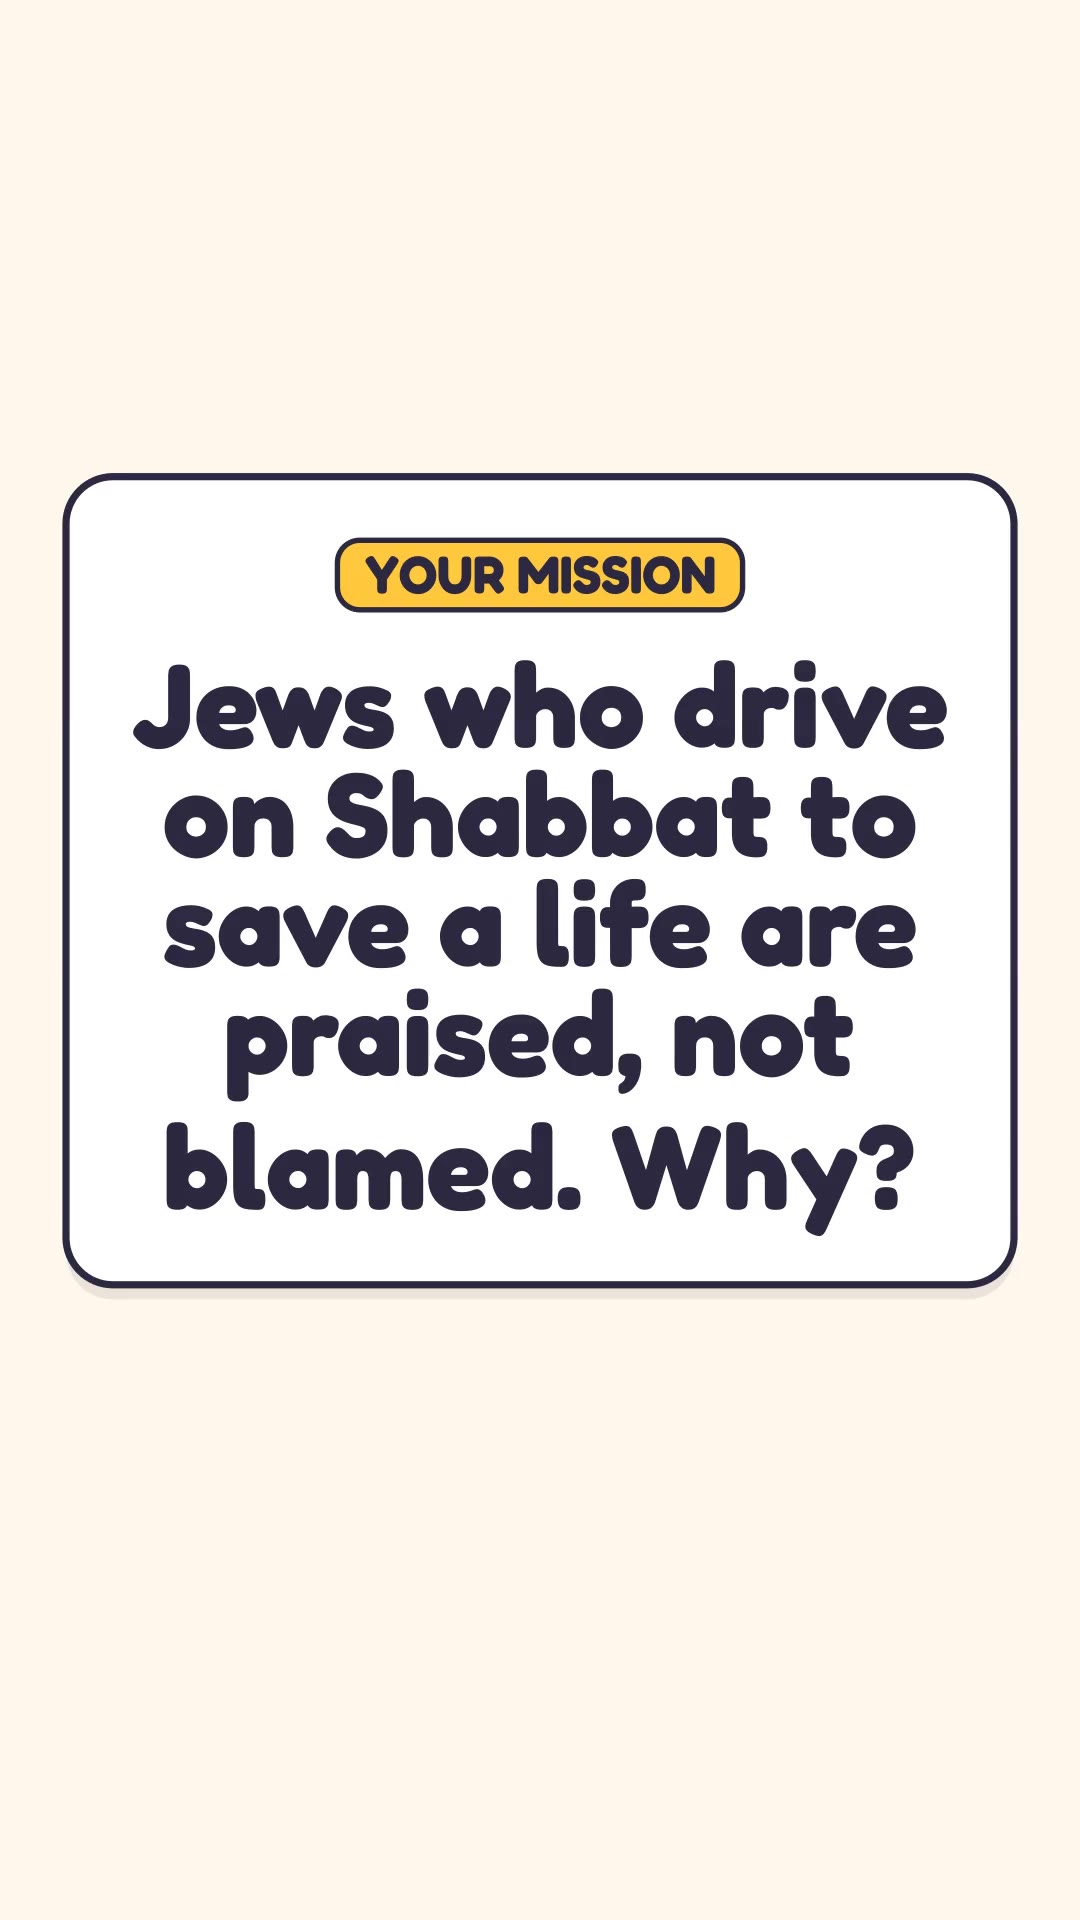 YOUR MISSION
Jews who drive
on Shabbat to
save a life are
praised, not
blamed. Why?